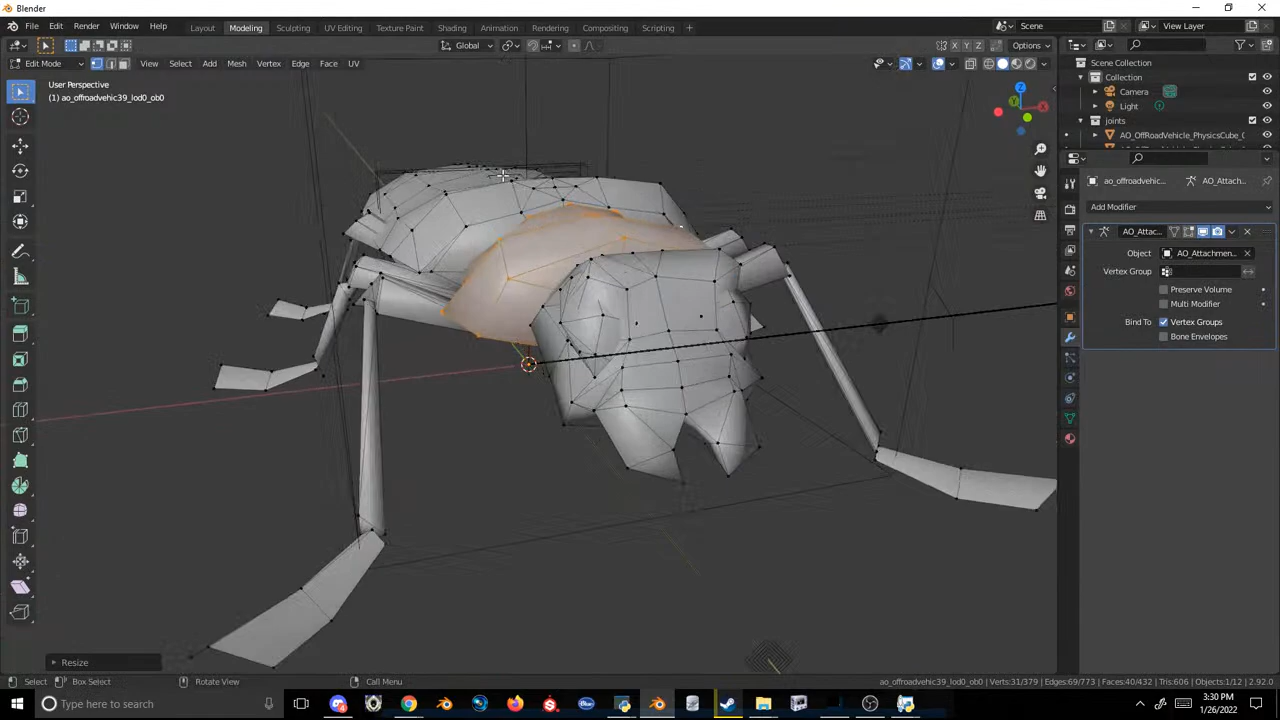 Blender
File Edit Render Window Help Layout Modeling Sculpting UV Editing Texture Paint Shading Animation Rendering Compositing Scripting Scene View Layer
Global Options
Edit Mode View Select Add Mesh Vertex Edge Face UV
User Perspective
(1) ao_offroadvehic39_lod0_ob0
Scene Collection
Collection
Camera
Light
joints
AO_OffRoadVehicle_PhysicsCube_
ao_offroadvehic... AO_Attach...
Add Modifier
AO_Attac...
Object AO_Attachmen...
Vertex Group
Preserve Volume
Multi Modifier
Bind To Vertex Groups
Bone Envelopes
Resize
Select Box Select Rotate View Call Menu ao_offroadvehic39_lod0_ob0 | Verts:31/379 | Edges:69/773 | Faces:40/432 | Tris:606 | Objects:1/12 | 2.92.0
Type here to search
3:30 PM
1/26/2022